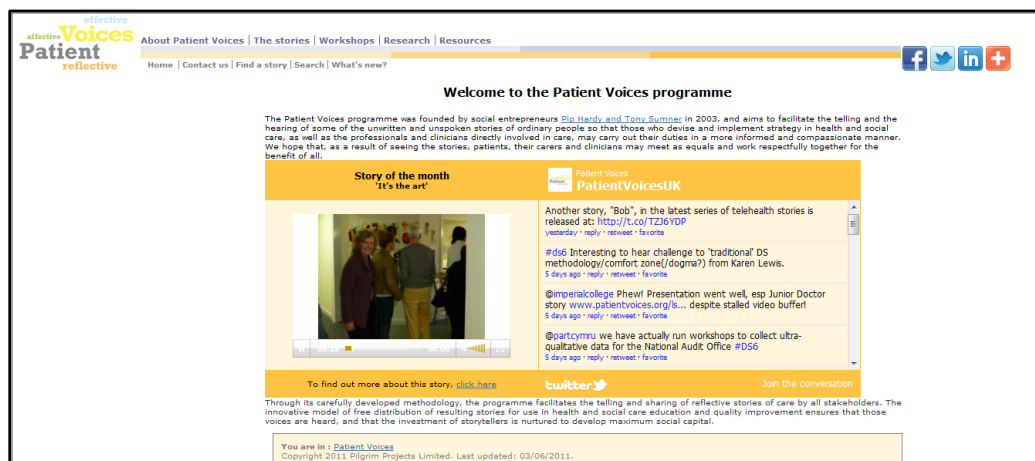 effective
affective Voices
Patient
reflective
About Patient Voices | The stories | Workshops | Research | Resources
Home | Contact us | Find a story | Search | What's new?
Welcome to the Patient Voices programme
The Patient Voices programme was founded by social entrepreneurs Pip Hardy and Tony Sumner in 2003, and aims to facilitate the telling and the
hearing of some of the unwritten and unspoken stories of ordinary people so that those who devise and implement strategy in health and social
care, as well as the professionals and clinicians directly involved in care, may carry out their duties in a more informed and compassionate manner.
We hope that, as a result of seeing the stories, patients, their carers and clinicians may meet as equals and work respectfully together for the
benefit of all.
Story of the month
'It's the art'
Patient Voices
PatientVoicesUK
Another story, "Bob", in the latest series of telehealth stories is
released at: http://t.co/TZJ6YDP
yesterday · reply · retweet · favorite
#ds6 Interesting to hear challenge to 'traditional' DS
methodology/comfort zone(/dogma?) from Karen Lewis.
5 days ago · reply · retweet · favorite
@imperialcollege Phew! Presentation went well, esp Junior Doctor
story www.patientvoices.org/ls... despite stalled video buffer!
5 days ago · reply · retweet · favorite
@partcymru we have actually run workshops to collect ultra-
qualitative data for the National Audit Office #DS6
5 days ago · reply · retweet · favorite
To find out more about this story, click here
twitter
Join the conversation
Through its carefully developed methodology, the programme facilitates the telling and sharing of reflective stories of care by all stakeholders. The
innovative model of free distribution of resulting stories for use in health and social care education and quality improvement ensures that those
voices are heard, and that the investment of storytellers is nurtured to develop maximum social capital.
You are in : Patient Voices
Copyright 2011 Pilgrim Projects Limited. Last updated: 03/06/2011.